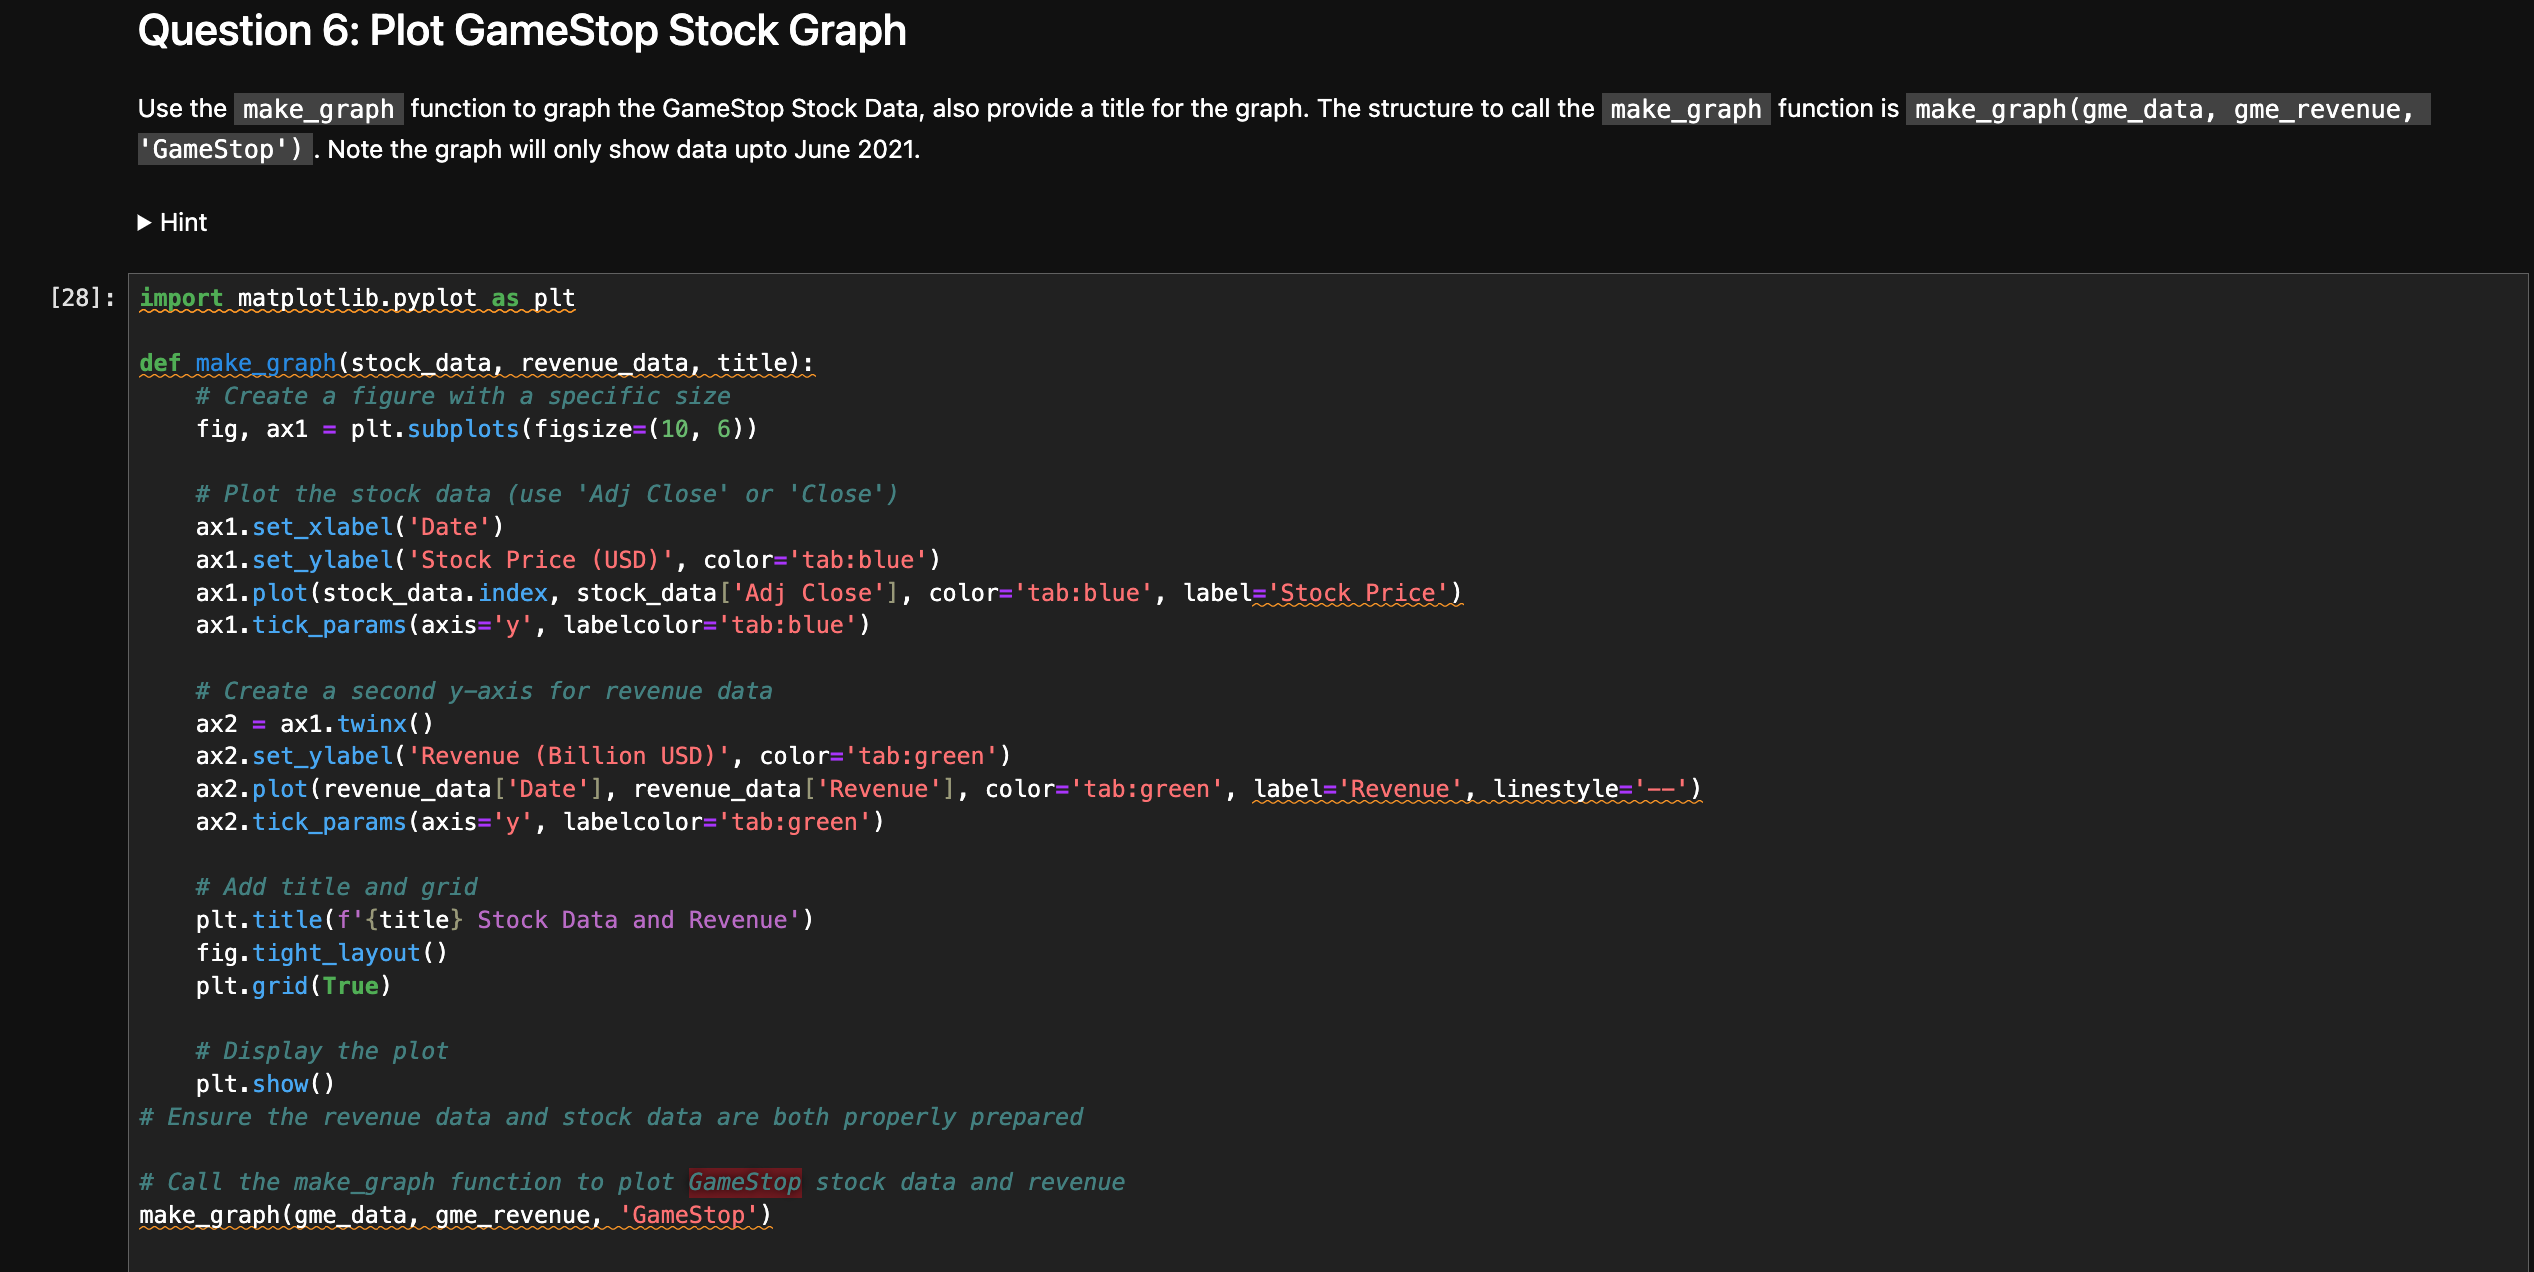 Question 6: Plot GameStop Stock Graph
Use the make_graph function to graph the GameStop Stock Data, also provide a title for the graph. The structure to call the make_graph function is make_graph(gme_data, gme_revenue,
'GameStop') . Note the graph will only show data upto June 2021.
▶ Hint
[28]: import matplotlib.pyplot as plt
def make_graph(stock_data, revenue_data, title):
    # Create a figure with a specific size
    fig, ax1 = plt.subplots(figsize=(10, 6))
    # Plot the stock data (use 'Adj Close' or 'Close')
    ax1.set_xlabel('Date')
    ax1.set_ylabel('Stock Price (USD)', color='tab:blue')
    ax1.plot(stock_data.index, stock_data['Adj Close'], color='tab:blue', label='Stock Price')
    ax1.tick_params(axis='y', labelcolor='tab:blue')
    # Create a second y-axis for revenue data
    ax2 = ax1.twinx()
    ax2.set_ylabel('Revenue (Billion USD)', color='tab:green')
    ax2.plot(revenue_data['Date'], revenue_data['Revenue'], color='tab:green', label='Revenue', linestyle='--')
    ax2.tick_params(axis='y', labelcolor='tab:green')
    # Add title and grid
    plt.title(f'{title} Stock Data and Revenue')
    fig.tight_layout()
    plt.grid(True)
    # Display the plot
    plt.show()
# Ensure the revenue data and stock data are both properly prepared
# Call the make_graph function to plot GameStop stock data and revenue
make_graph(gme_data, gme_revenue, 'GameStop')